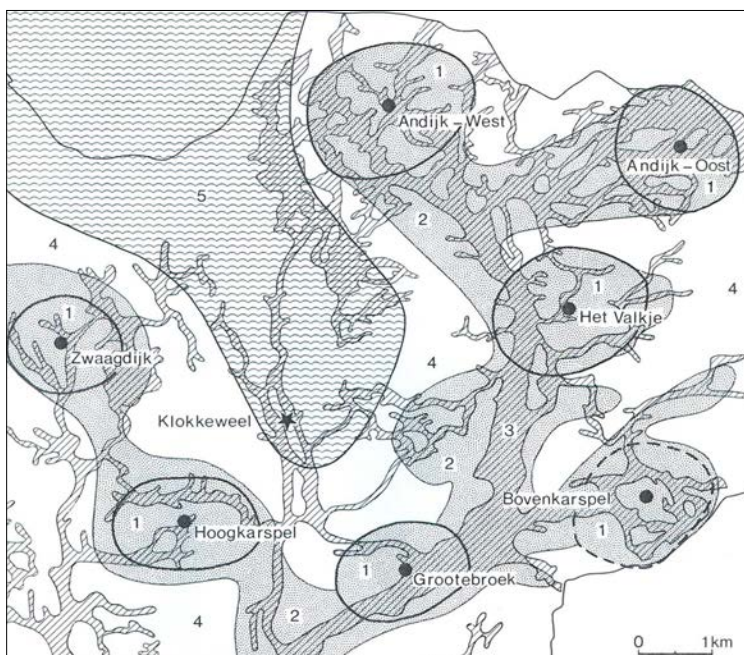 1
Andijk – West
Andijk – Oost
1
5
2
4
1
4
1
Het Valkje
Zwaagdijk
4
Klokkeweel
3
2
Bovenkarspel
1
Hoogkarspel
1
1
Grootebroek
2
4
0 1km